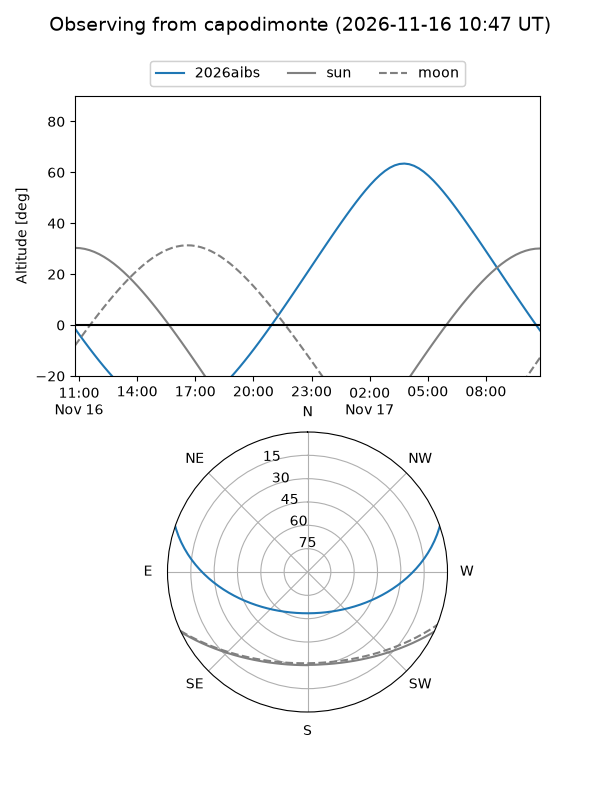 Observing from capodimonte (2026-11-16 10:47 UT)
2026aibs sun moon
Altitude [deg]
80
60
40
20
0
−20
11:00 14:00 17:00 20:00 23:00 02:00 05:00 08:00
Nov 16 Nov 17
N
NE NW
15
30
45
60
75
E W
SE SW
S